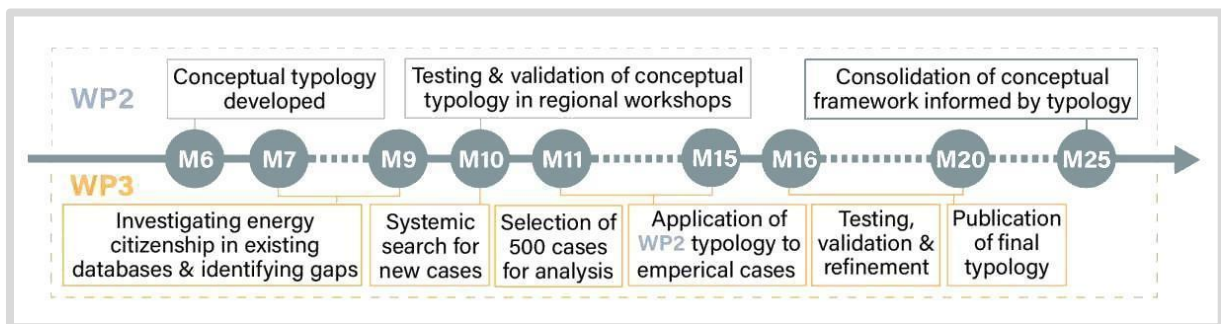 WP2
Conceptual typology
developed
Testing & validation of conceptual
typology in regional workshops
Consolidation of conceptual
framework informed by typology
M6
M7
M9
M10
M11
M15
M16
M20
M25
WP3
Investigating energy
citizenship in existing
databases & identifying gaps
Systemic
search for
new cases
Selection of
500 cases
for analysis
Application of
WP2 typology to
emperical cases
Testing,
validation &
refinement
Publication
of final
typology